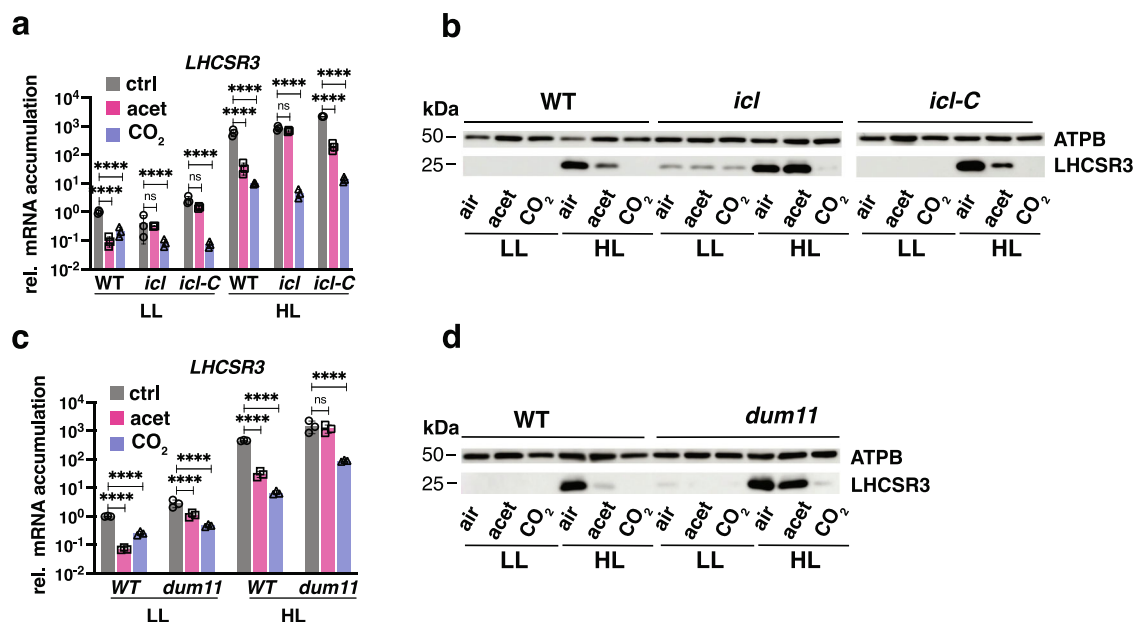 a
LHCSR3
ctrl
acet
CO2
rel. mRNA accumulation
10^4
10^3
10^2
10^1
10^0
10^-1
10^-2
**** **** **** **** ****
**** ns ns **** ns ****
WT icl icl-C WT icl icl-C
LL HL
b
kDa WT icl icl-C
50 ATPB
25 LHCSR3
air acet CO2 air acet CO2 air acet CO2 air acet CO2 air acet CO2 air acet CO2
LL HL LL HL LL HL
c
LHCSR3
ctrl
acet
CO2
rel. mRNA accumulation
10^4
10^3
10^2
10^1
10^0
10^-1
10^-2
**** **** **** ****
**** **** **** ns
WT dum11 WT dum11
LL HL
d
kDa WT dum11
50 ATPB
25 LHCSR3
air acet CO2 air acet CO2 air acet CO2 air acet CO2
LL HL LL HL